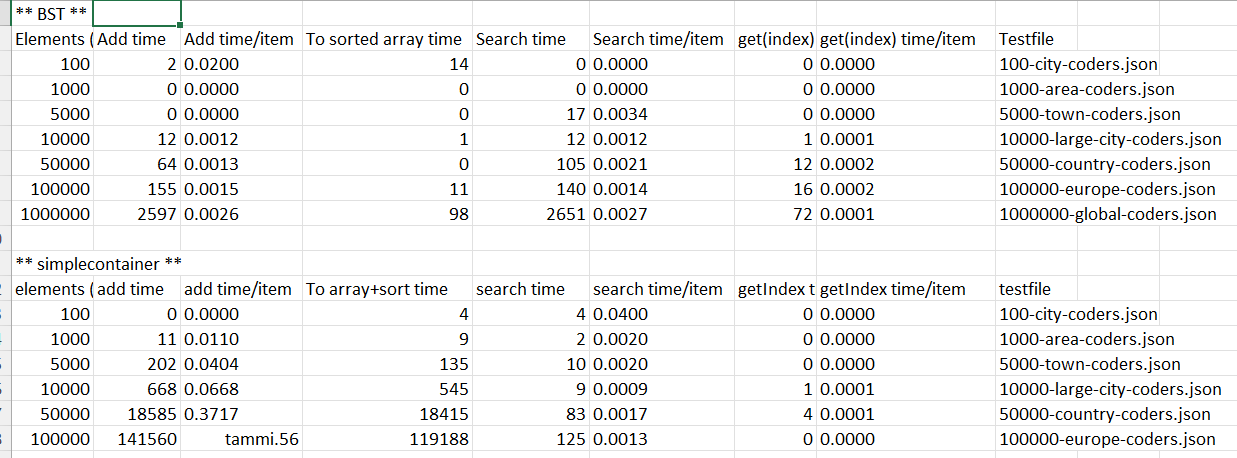 ** BST **
Elements ( Add time Add time/item To sorted array time Search time Search time/item get(index) get(index) time/item Testfile
100 2 0.0200 14 0 0.0000 0 0.0000 100-city-coders.json
1000 0 0.0000 0 0 0.0000 0 0.0000 1000-area-coders.json
5000 0 0.0000 0 17 0.0034 0 0.0000 5000-town-coders.json
10000 12 0.0012 1 12 0.0012 1 0.0001 10000-large-city-coders.json
50000 64 0.0013 0 105 0.0021 12 0.0002 50000-country-coders.json
100000 155 0.0015 11 140 0.0014 16 0.0002 100000-europe-coders.json
1000000 2597 0.0026 98 2651 0.0027 72 0.0001 1000000-global-coders.json
** simplecontainer **
elements ( add time add time/item To array+sort time search time search time/item getIndex t getIndex time/item testfile
100 0 0.0000 4 4 0.0400 0 0.0000 100-city-coders.json
1000 11 0.0110 9 2 0.0020 0 0.0000 1000-area-coders.json
5000 202 0.0404 135 10 0.0020 0 0.0000 5000-town-coders.json
10000 668 0.0668 545 9 0.0009 1 0.0001 10000-large-city-coders.json
50000 18585 0.3717 18415 83 0.0017 4 0.0001 50000-country-coders.json
100000 141560 tammi.56 119188 125 0.0013 0 0.0000 100000-europe-coders.json